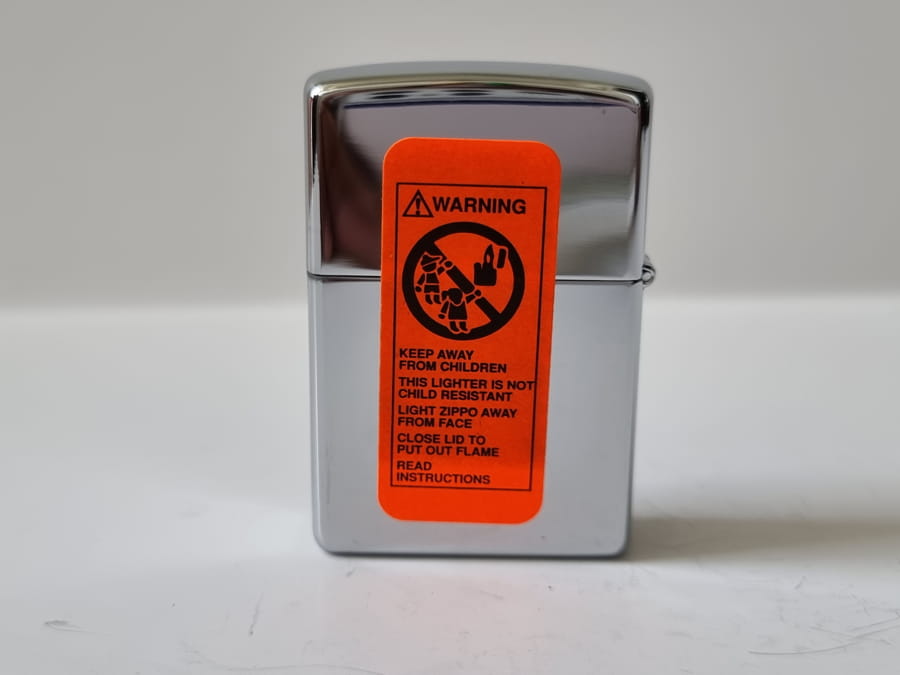 WARNING
KEEP AWAY
FROM CHILDREN
THIS LIGHTER IS NOT
CHILD RESISTANT
LIGHT ZIPPO AWAY
FROM FACE
CLOSE LID TO
PUT OUT FLAME
READ
INSTRUCTIONS